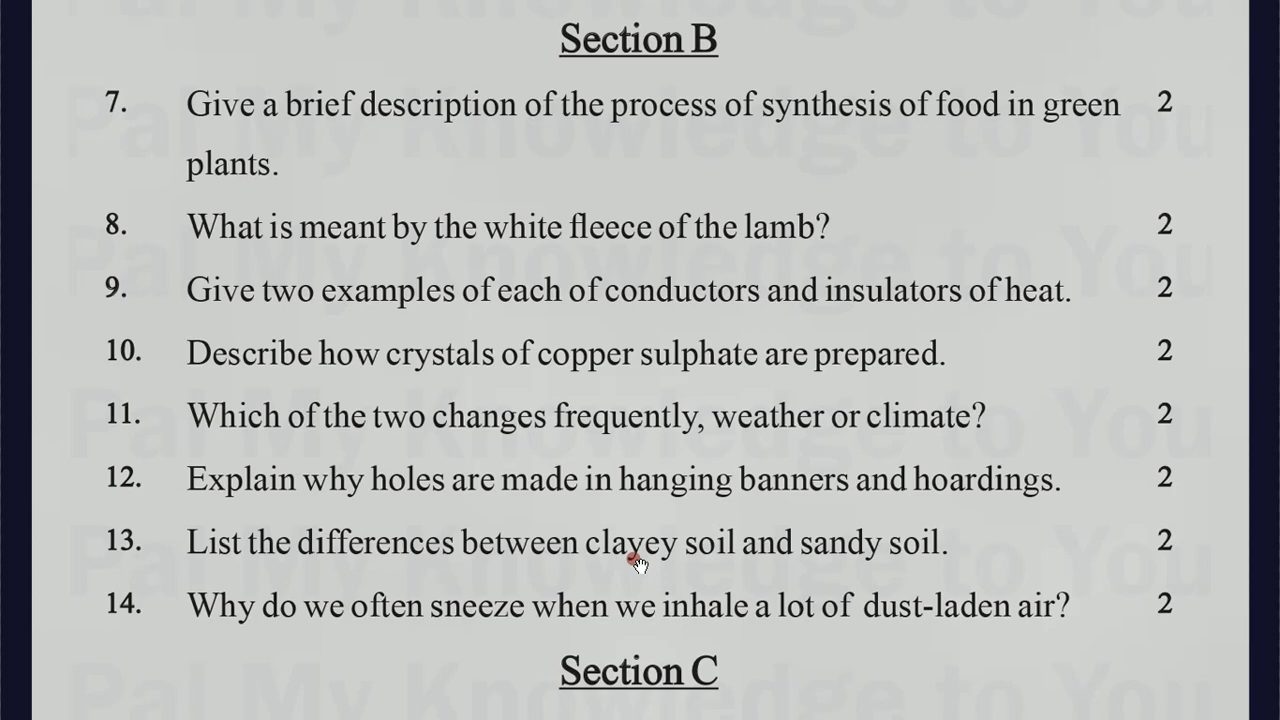 Section B
7. Give a brief description of the process of synthesis of food in green 2
plants.
8. What is meant by the white fleece of the lamb? 2
9. Give two examples of each of conductors and insulators of heat. 2
10. Describe how crystals of copper sulphate are prepared. 2
11. Which of the two changes frequently, weather or climate? 2
12. Explain why holes are made in hanging banners and hoardings. 2
13. List the differences between clayey soil and sandy soil. 2
14. Why do we often sneeze when we inhale a lot of dust-laden air? 2
Section C